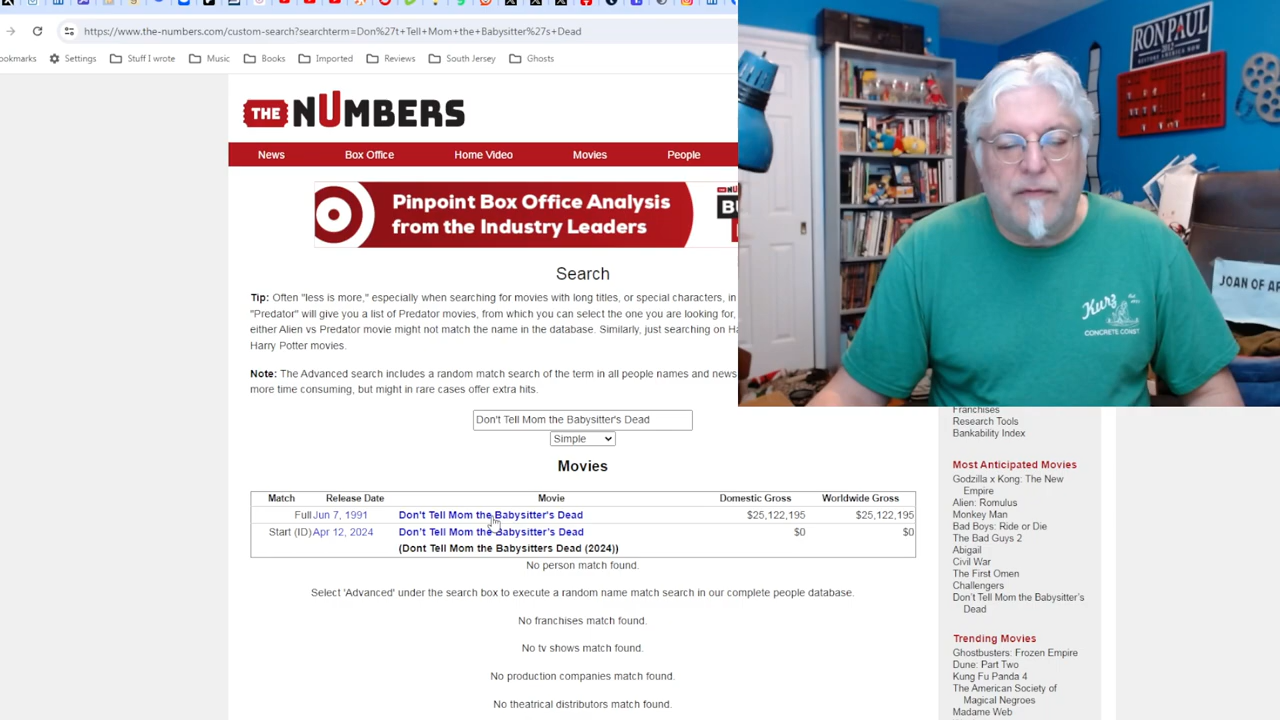 https://www.the-numbers.com/custom-search?searchterm=Don%27t+Tell+Mom+the+Babysitter%27s+Dead
okmarks
Settings
Stuff I wrote
Music
Books
Imported
Reviews
South Jersey
Ghosts
THE NUMBERS
News Box Office Home Video Movies People
Pinpoint Box Office Analysis
from the Industry Leaders
Search
Tip: Often "less is more," especially when searching for movies with long titles, or special characters, in
"Predator" will give you a list of Predator movies, from which you can select the one you are looking for,
either Alien vs Predator movie might not match the name in the database. Similarly, just searching on Ha
Harry Potter movies.
Note: The Advanced search includes a random match search of the term in all people names and news
more time consuming, but might in rare cases offer extra hits.
Don't Tell Mom the Babysitter's Dead
Simple
Movies
Match Release Date Movie Domestic Gross Worldwide Gross
Full Jun 7, 1991 Don't Tell Mom the Babysitter's Dead $25,122,195 $25,122,195
Start (ID) Apr 12, 2024 Don't Tell Mom the Babysitter's Dead $0 $0
(Dont Tell Mom the Babysitters Dead (2024))
No person match found.
Select 'Advanced' under the search box to execute a random name match search in our complete people database.
No franchises match found.
No tv shows match found.
No production companies match found.
No theatrical distributors match found.
Franchises
Research Tools
Bankability Index
Most Anticipated Movies
Godzilla x Kong: The New
Empire
Alien: Romulus
Monkey Man
Bad Boys: Ride or Die
The Bad Guys 2
Abigail
Civil War
The First Omen
Challengers
Don't Tell Mom the Babysitter's
Dead
Trending Movies
Ghostbusters: Frozen Empire
Dune: Part Two
Kung Fu Panda 4
The American Society of
Magical Negroes
Madame Web
RON PAUL
2012
RESTORE AMERICA NOW
Kurz
CONCRETE CONST.
JOAN OF AR